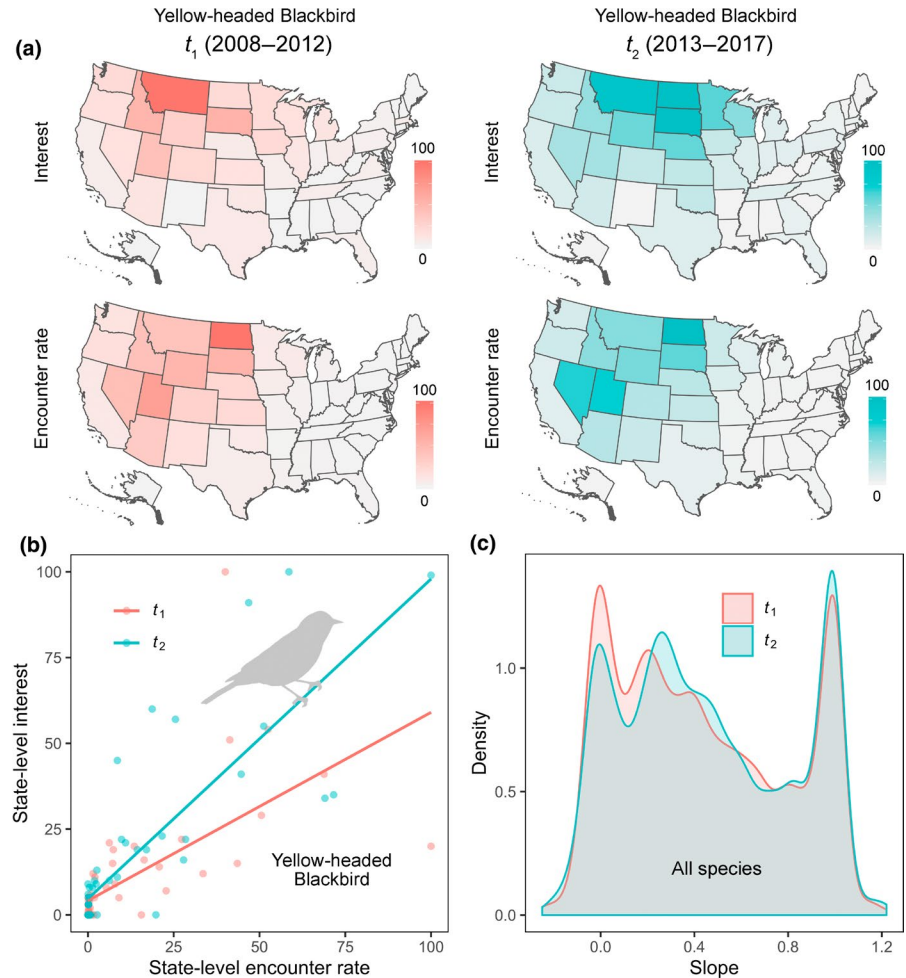 Yellow-headed Blackbird
t1 (2008–2012)
Yellow-headed Blackbird
t2 (2013–2017)
(a)
Interest
100
0
Interest
100
0
Encounter rate
100
0
Encounter rate
100
0
(b)
100
75
50
25
0
State-level interest
t1
t2
Yellow-headed
Blackbird
0
25
50
75
100
State-level encounter rate
(c)
1.0
0.5
0.0
Density
t1
t2
All species
0.0
0.4
0.8
1.2
Slope